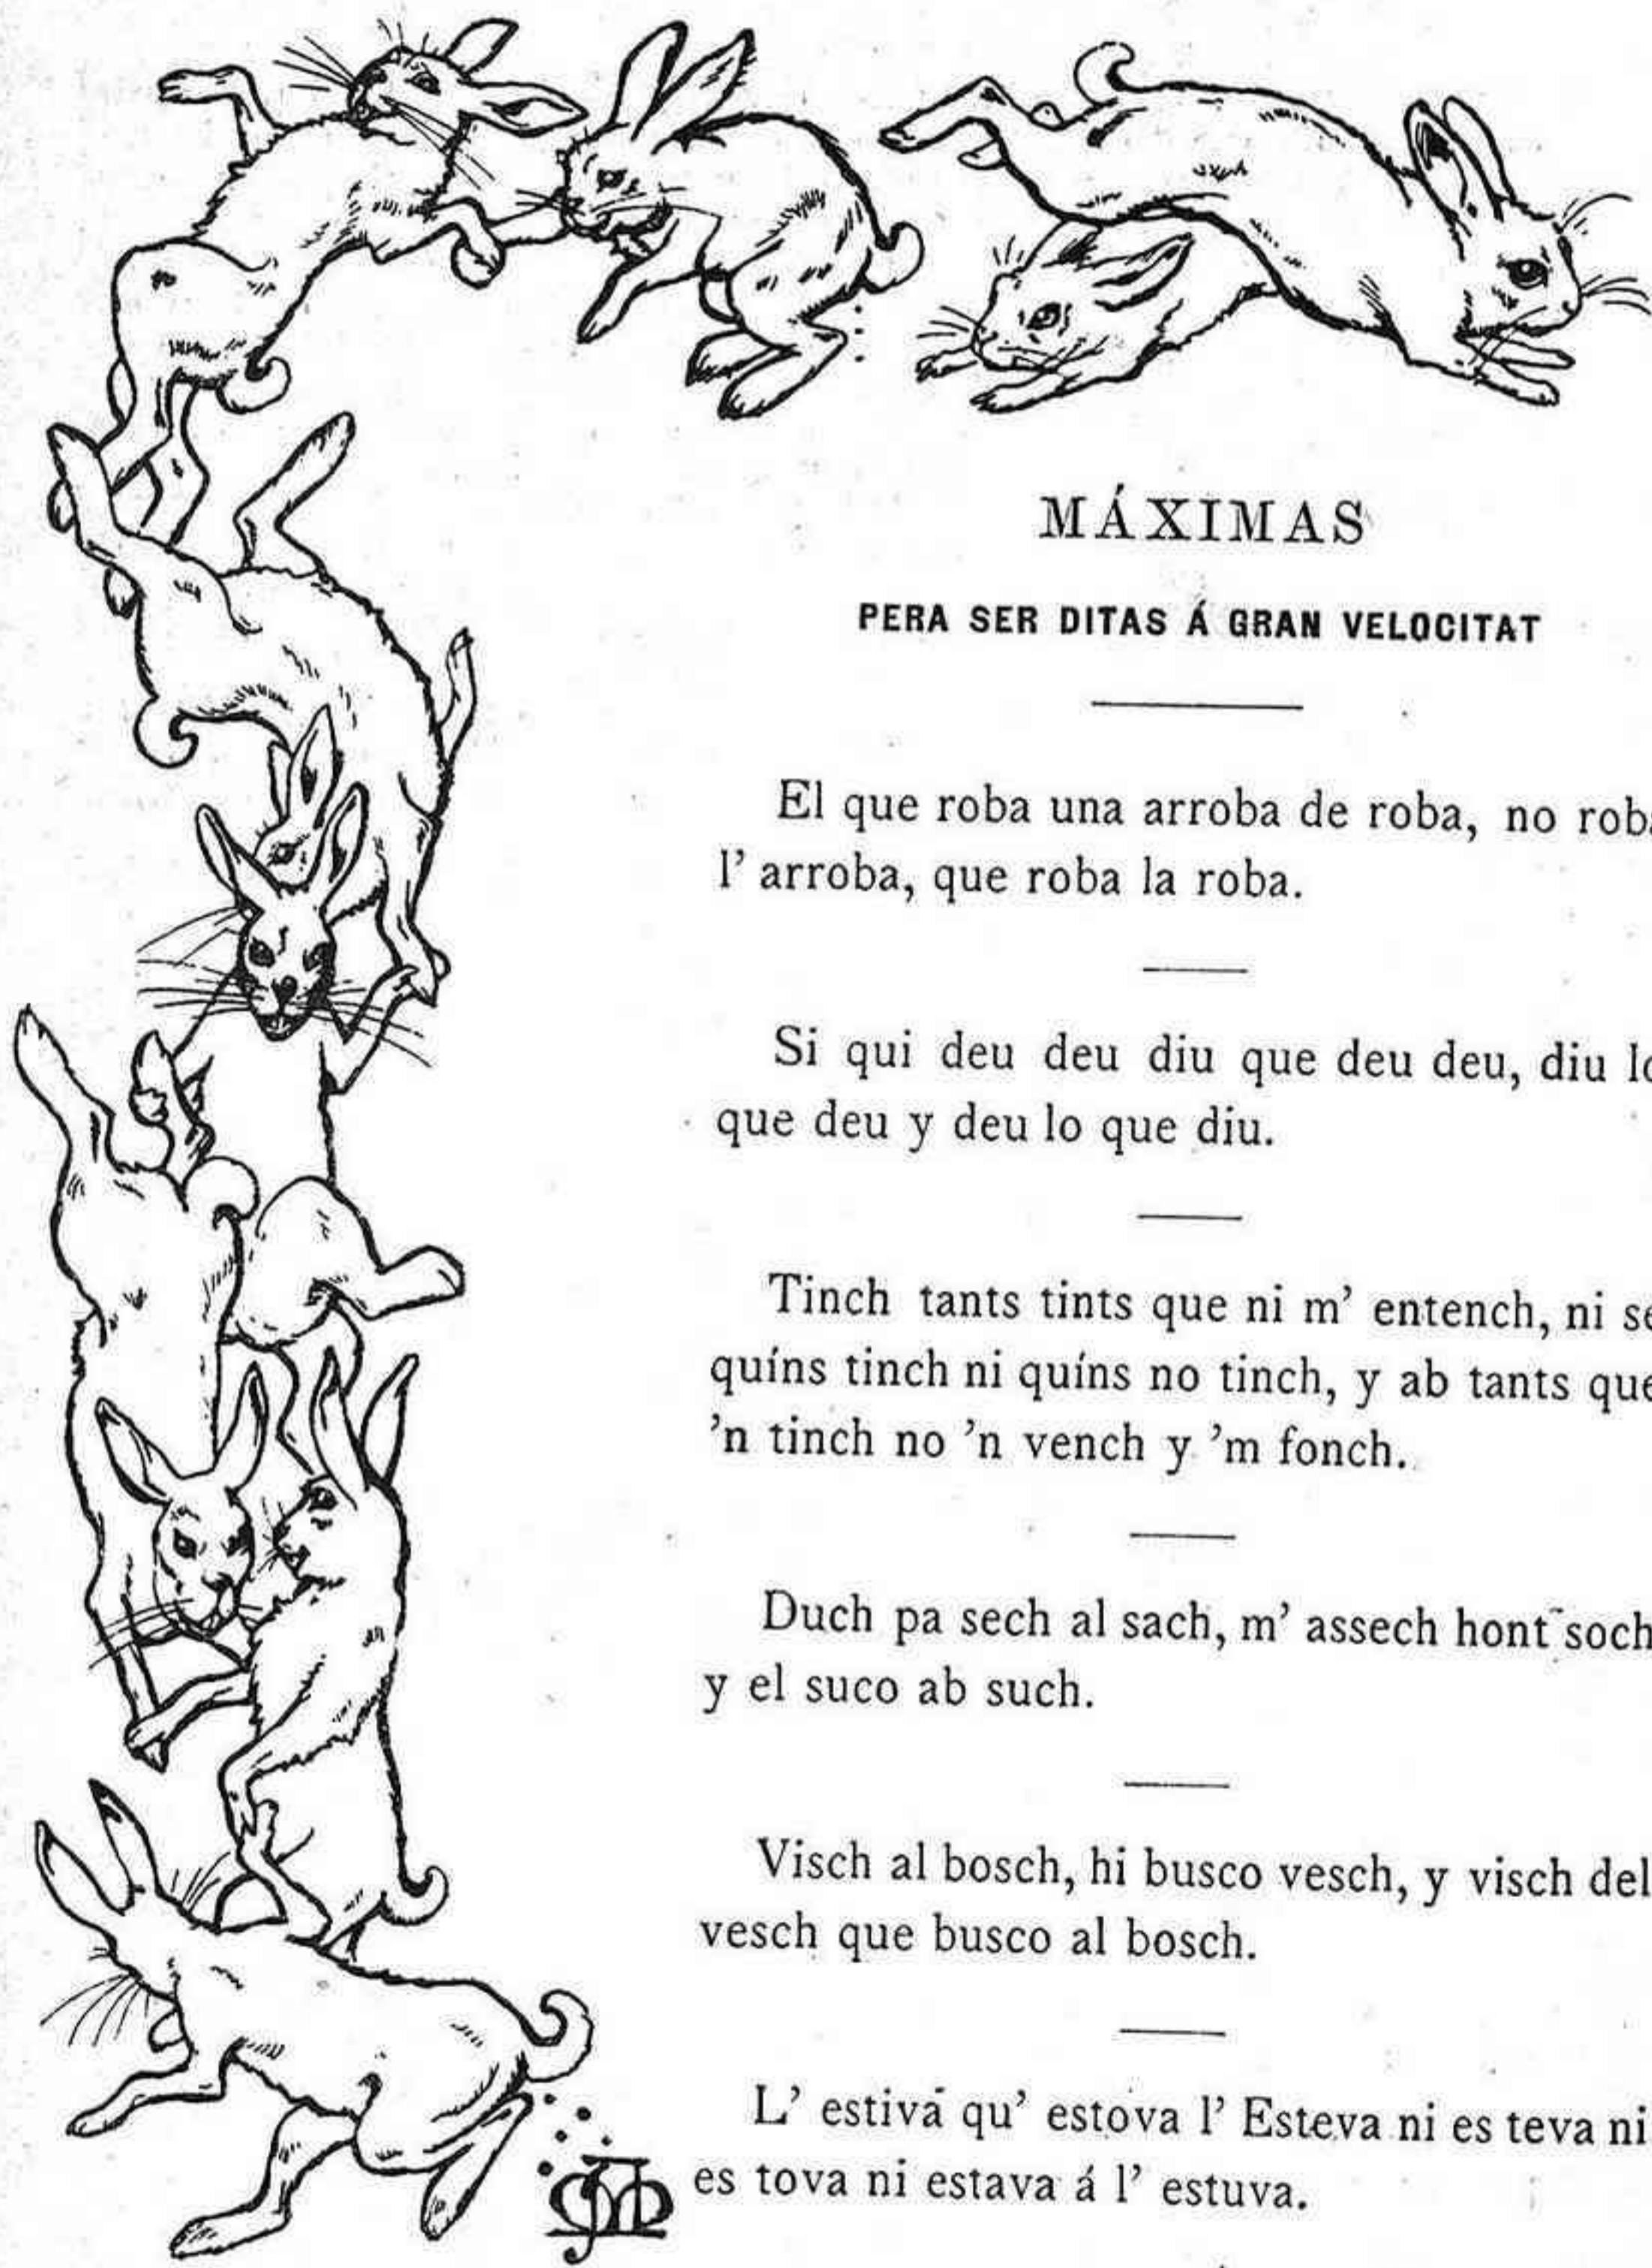 MÁXIMAS
PERA SER DITAS Á GRAN VELOCITAT
El que roba una arroba de roba, no roba
l' arroba, que roba la roba.
Si qui deu deu diu que deu deu, diu lo
que deu y deu lo que diu.
Tinch tants tints que ni m' entench, ni se
quíns tinch ni quíns no tinch, y ab tants que
'n tinch no 'n vench y 'm fonch.
Duch pa sech al sach, m' assech hont soch
y el suco ab such.
Visch al bosch, hi busco vesch, y visch del
vesch que busco al bosch.
L' estivá qu' estova l' Esteva ni es teva ni
es tova ni estava á l' estuva.